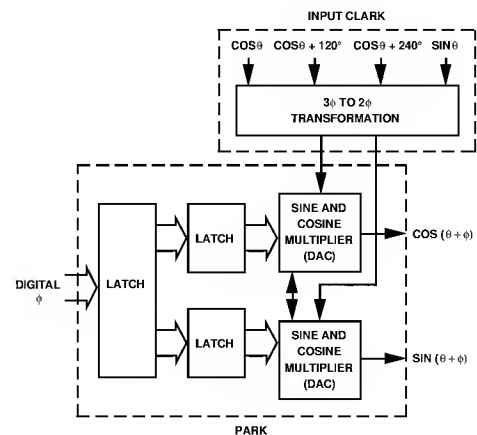 INPUT CLARK
COSθ COSθ + 120° COSθ + 240° SINθ
3ϕ TO 2ϕ
TRANSFORMATION
SINE AND
COSINE
MULTIPLIER
(DAC)
LATCH
COS (θ + ϕ)
DIGITAL
ϕ
LATCH
LATCH
SINE AND
COSINE
MULTIPLIER
(DAC)
SIN (θ + ϕ)
PARK